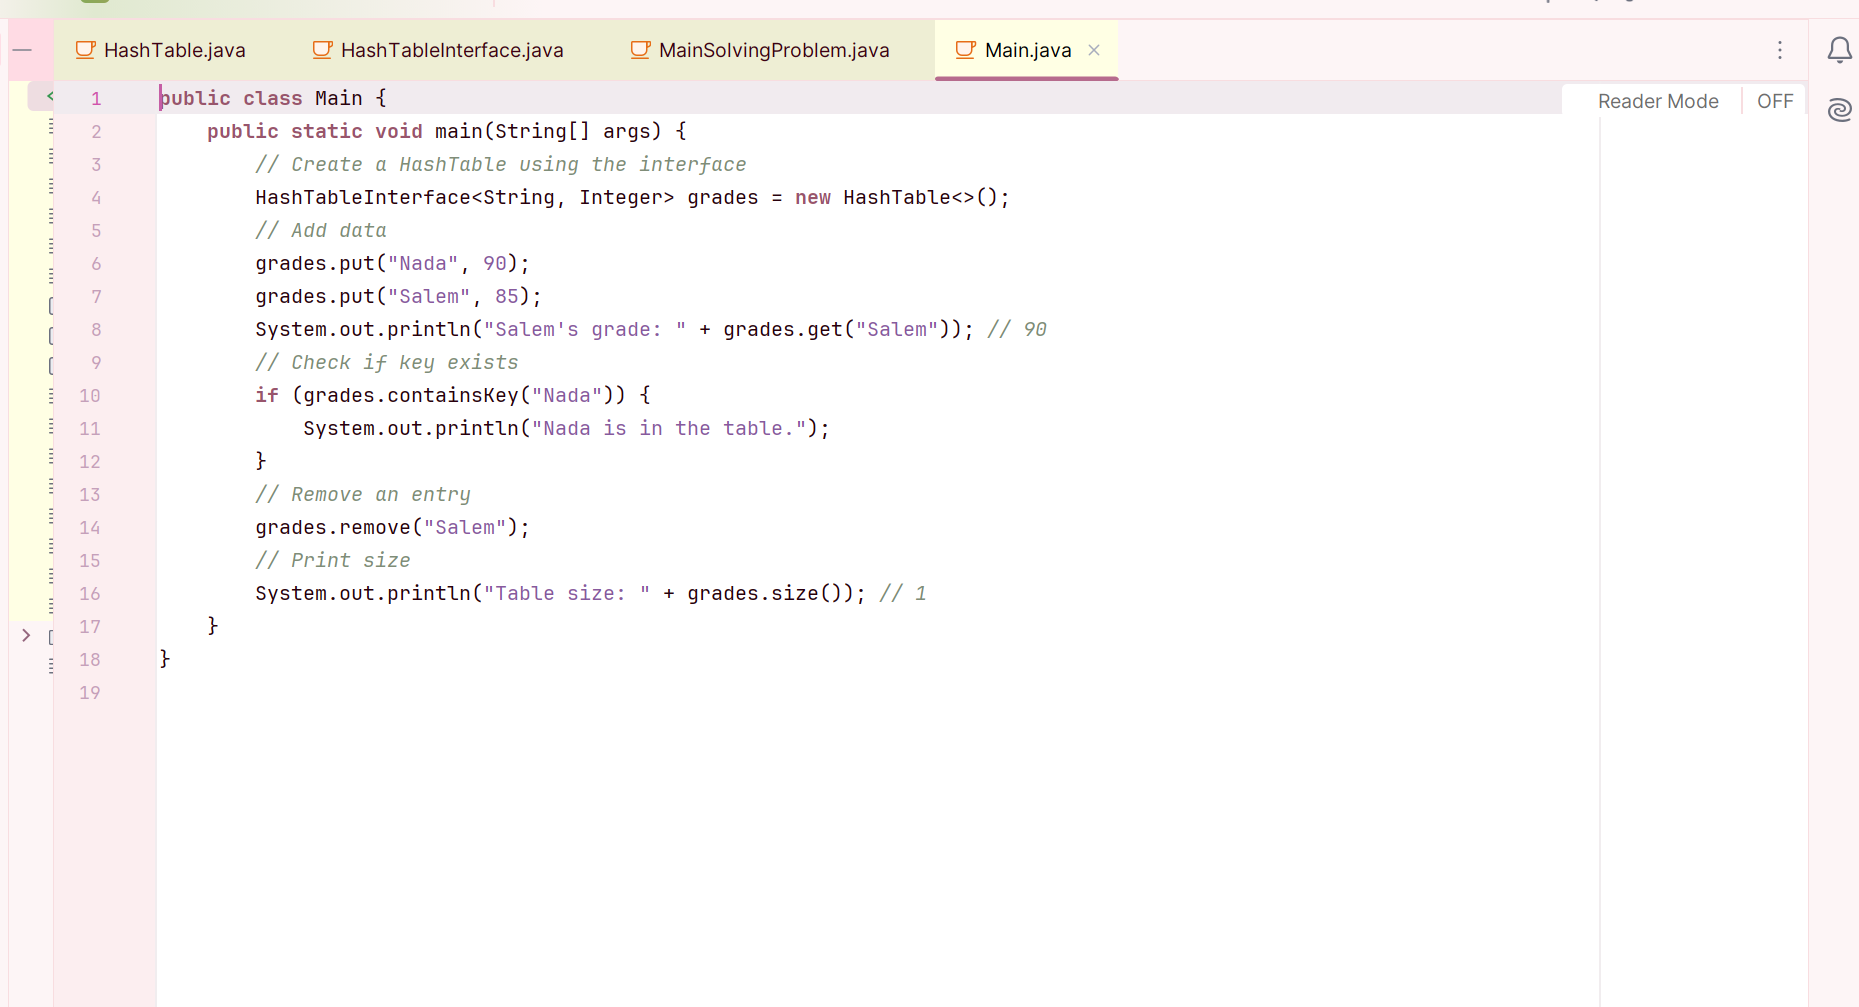 HashTable.java HashTableInterface.java MainSolvingProblem.java Main.java
Reader Mode OFF
1 public class Main {
2 public static void main(String[] args) {
3 // Create a HashTable using the interface
4 HashTableInterface<String, Integer> grades = new HashTable<>();
5 // Add data
6 grades.put("Nada", 90);
7 grades.put("Salem", 85);
8 System.out.println("Salem's grade: " + grades.get("Salem")); // 90
9 // Check if key exists
10 if (grades.containsKey("Nada")) {
11 System.out.println("Nada is in the table.");
12 }
13 // Remove an entry
14 grades.remove("Salem");
15 // Print size
16 System.out.println("Table size: " + grades.size()); // 1
17 }
18 }
19